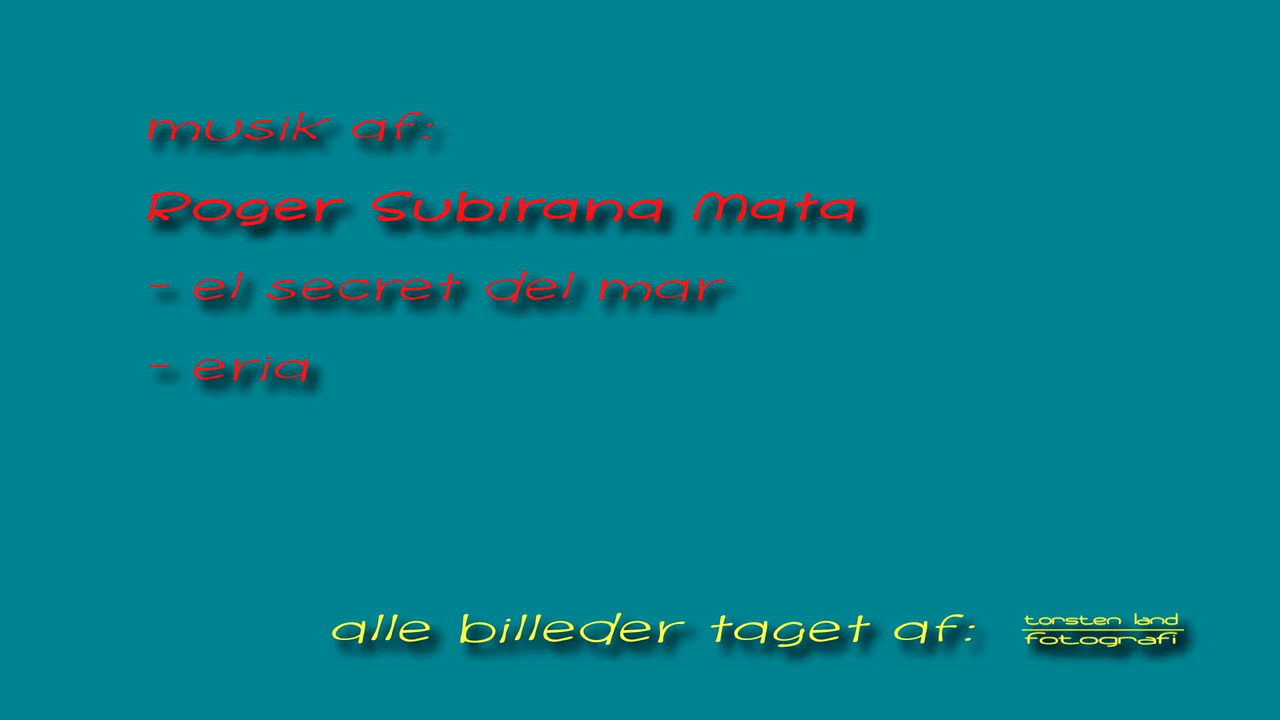 musik af:
Roger Subirana Mata
- el secret del mar
- eria
alle billeder taget af:
torsten land
fotografi